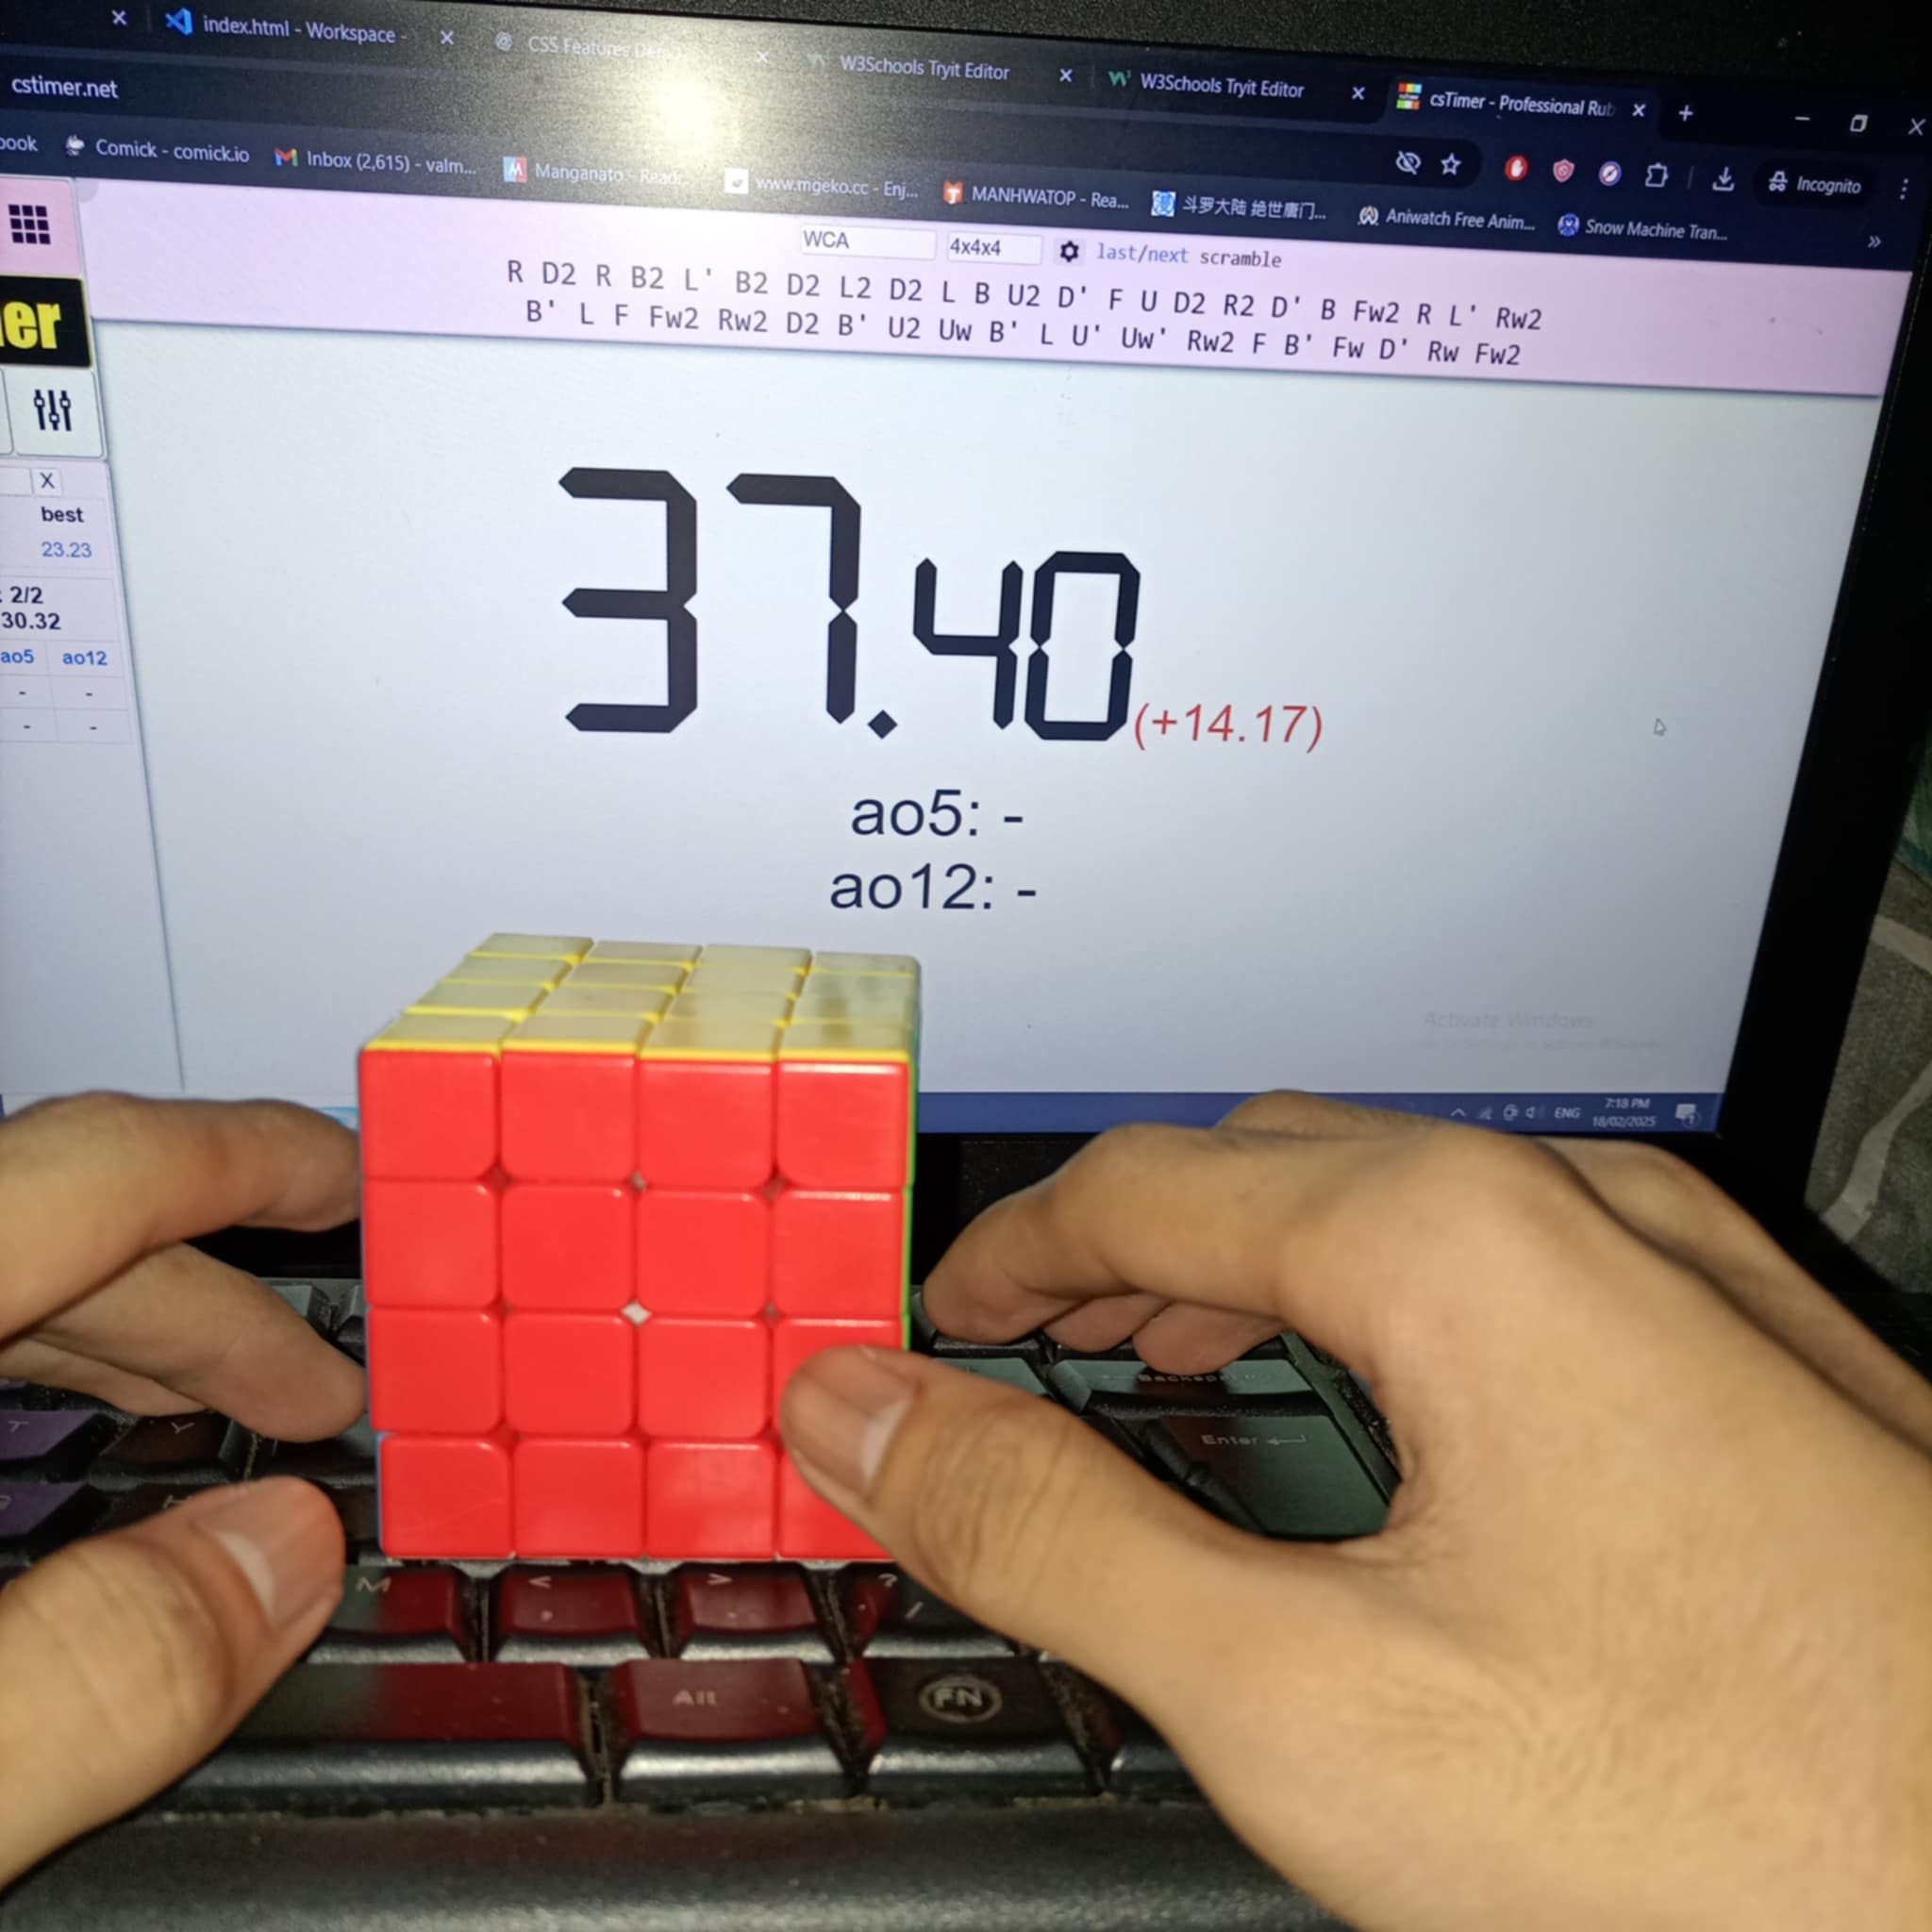 index.html - Workspace -
CSS Features
W3Schools Tryit Editor
W3Schools Tryit Editor
csTimer - Professional Rub
cstimer.net
book
Comick - comick.io
Inbox (2,615) - valm...
Manganato - Read
www.mgeko.cc - Enj...
MANHWATOP - Rea...
斗罗大陆 绝世唐门...
Aniwatch Free Anim...
Snow Machine Tran...
Incognito
WCA
4x4x4
last/next scramble
R D2 R B2 L' B2 D2 L2 D2 L B U2 D' F U D2 R2 D' B Fw2 R L' Rw2
B' L F Fw2 Rw2 D2 B' U2 Uw B' L U' Uw' Rw2 F B' Fw D' Rw Fw2
er
X
best
23.23
: 2/2
30.32
ao5 ao12
- -
- -
37.40 (+14.17)
ao5: -
ao12: -
Activate Windows
ENG
7:18 PM
18/02/2025
Backspace
Enter
Y
M
<
,
>
.
?
/
Alt
FN